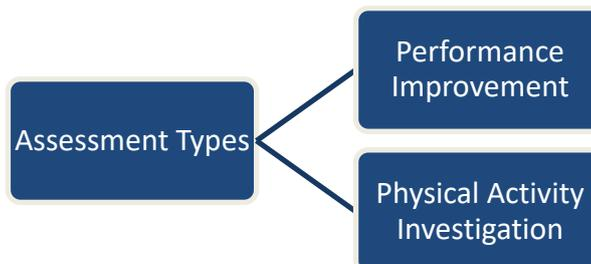 Assessment Types
Performance
Improvement
Physical Activity
Investigation